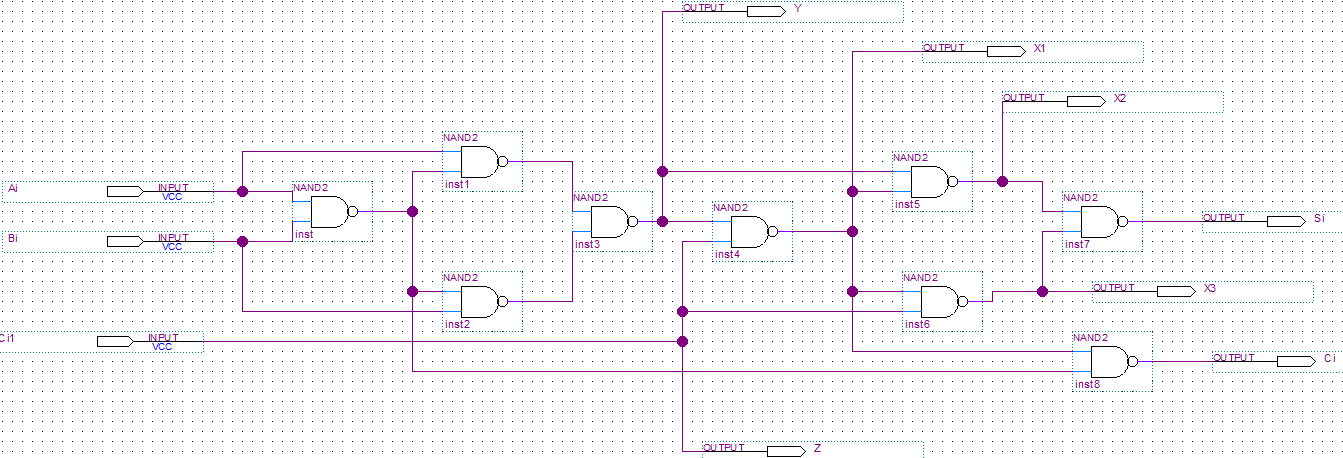 OUTPUT Y
OUTPUT X1
OUTPUT X2
NAND2
inst1
Ai INPUT
VCC
NAND2
inst
NAND2
inst3
NAND2
inst4
NAND2
inst5
NAND2
inst7
OUTPUT Si
Bi INPUT
VCC
NAND2
inst2
NAND2
inst6
OUTPUT X3
Ci1 INPUT
VCC
NAND2
inst8
OUTPUT Ci
OUTPUT Z